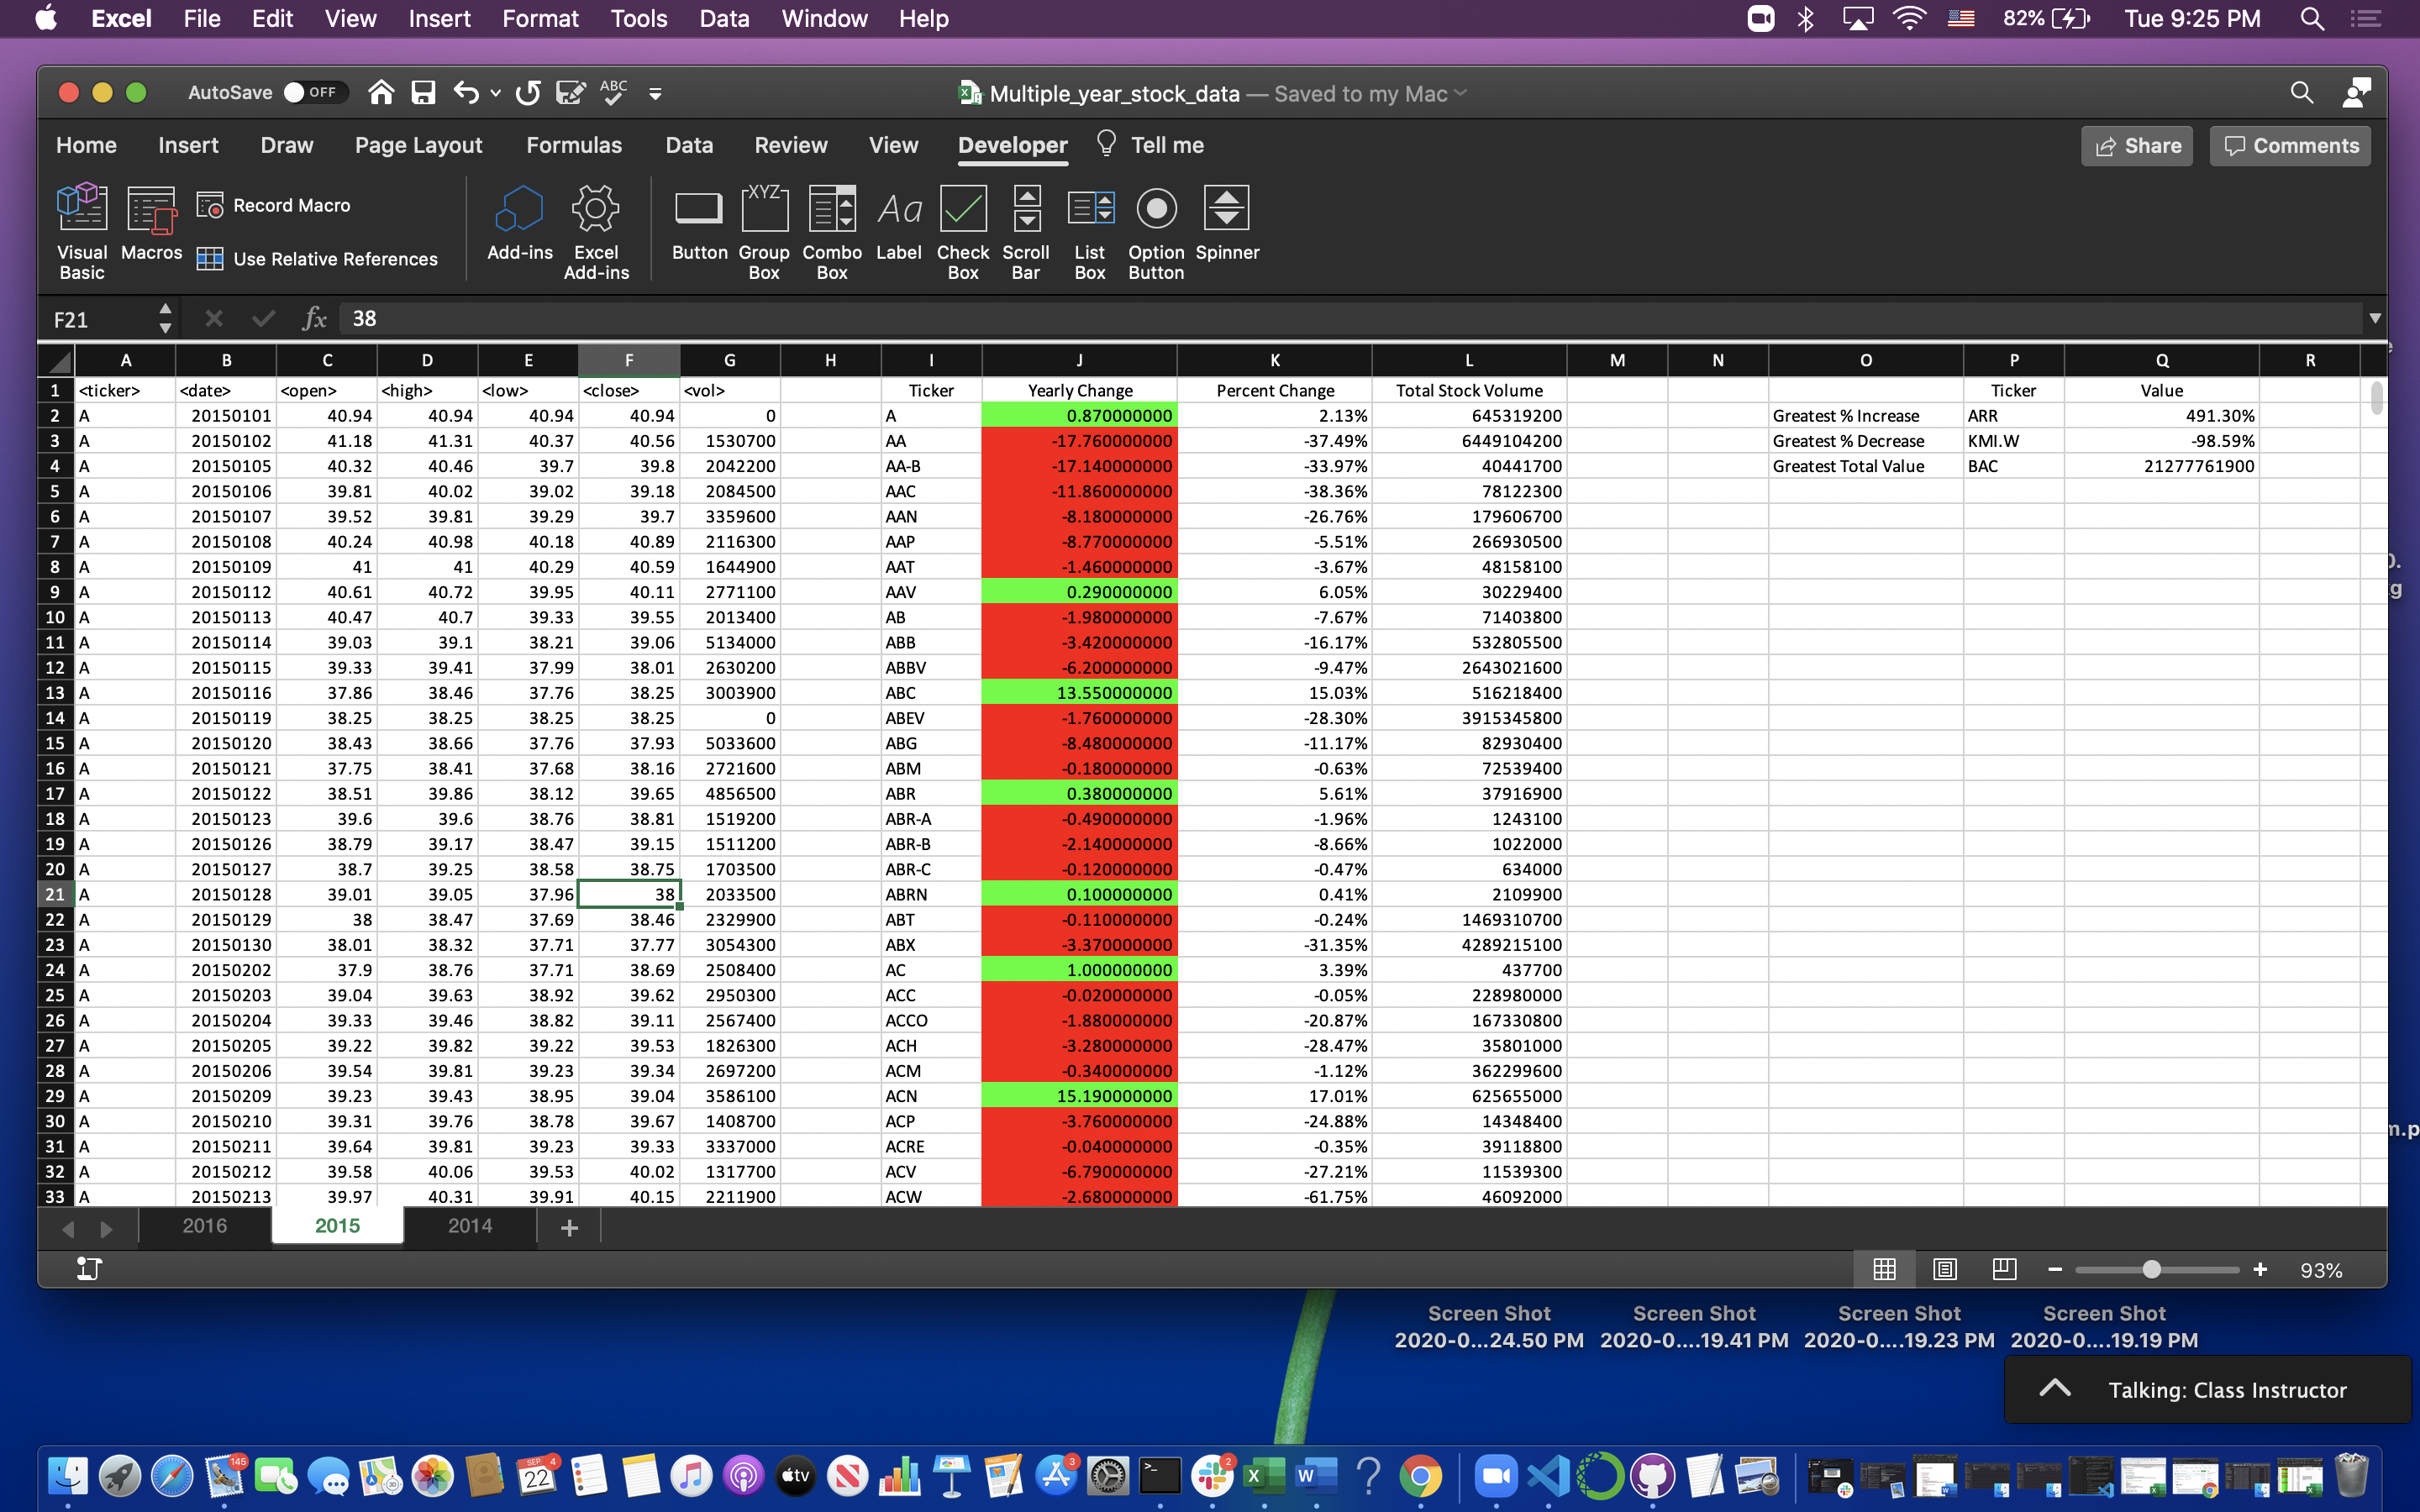 Excel File Edit View Insert Format Tools Data Window Help 82% Tue 9:25 PM
AutoSave OFF ABC Multiple_year_stock_data — Saved to my Mac
Home Insert Draw Page Layout Formulas Data Review View Developer Tell me Share Comments
Visual Basic Macros Record Macro Use Relative References Add-ins Excel Add-ins Button XYZ Group Box Combo Box Aa Label Check Box Scroll Bar List Box Option Button Spinner
F21 fx 38
A B C D E F G H I J K L M N O P Q R
1 <ticker> <date> <open> <high> <low> <close> <vol> Ticker Yearly Change Percent Change Total Stock Volume Ticker Value
2 A 20150101 40.94 40.94 40.94 40.94 0 A 0.870000000 2.13% 645319200 Greatest % Increase ARR 491.30%
3 A 20150102 41.18 41.31 40.37 40.56 1530700 AA -17.760000000 -37.49% 6449104200 Greatest % Decrease KMI.W -98.59%
4 A 20150105 40.32 40.46 39.7 39.8 2042200 AA-B -17.140000000 -33.97% 40441700 Greatest Total Value BAC 21277761900
5 A 20150106 39.81 40.02 39.02 39.18 2084500 AAC -11.860000000 -38.36% 78122300
6 A 20150107 39.52 39.81 39.29 39.7 3359600 AAN -8.180000000 -26.76% 179606700
7 A 20150108 40.24 40.98 40.18 40.89 2116300 AAP -8.770000000 -5.51% 266930500
8 A 20150109 41 41 40.29 40.59 1644900 AAT -1.460000000 -3.67% 48158100
9 A 20150112 40.61 40.72 39.95 40.11 2771100 AAV 0.290000000 6.05% 30229400
10 A 20150113 40.47 40.7 39.33 39.55 2013400 AB -1.980000000 -7.67% 71403800
11 A 20150114 39.03 39.1 38.21 39.06 5134000 ABB -3.420000000 -16.17% 532805500
12 A 20150115 39.33 39.41 37.99 38.01 2630200 ABBV -6.200000000 -9.47% 2643021600
13 A 20150116 37.86 38.46 37.76 38.25 3003900 ABC 13.550000000 15.03% 516218400
14 A 20150119 38.25 38.25 38.25 38.25 0 ABEV -1.760000000 -28.30% 3915345800
15 A 20150120 38.43 38.66 37.76 37.93 5033600 ABG -8.480000000 -11.17% 82930400
16 A 20150121 37.75 38.41 37.68 38.16 2721600 ABM -0.180000000 -0.63% 72539400
17 A 20150122 38.51 39.86 38.12 39.65 4856500 ABR 0.380000000 5.61% 37916900
18 A 20150123 39.6 39.6 38.76 38.81 1519200 ABR-A -0.490000000 -1.96% 1243100
19 A 20150126 38.79 39.17 38.47 39.15 1511200 ABR-B -2.140000000 -8.66% 1022000
20 A 20150127 38.7 39.25 38.58 38.75 1703500 ABR-C -0.120000000 -0.47% 634000
21 A 20150128 39.01 39.05 37.96 38 2033500 ABRN 0.100000000 0.41% 2109900
22 A 20150129 38 38.47 37.69 38.46 2329900 ABT -0.110000000 -0.24% 1469310700
23 A 20150130 38.01 38.32 37.71 37.77 3054300 ABX -3.370000000 -31.35% 4289215100
24 A 20150202 37.9 38.76 37.71 38.69 2508400 AC 1.000000000 3.39% 437700
25 A 20150203 39.04 39.63 38.92 39.62 2950300 ACC -0.020000000 -0.05% 228980000
26 A 20150204 39.33 39.46 38.82 39.11 2567400 ACCO -1.880000000 -20.87% 167330800
27 A 20150205 39.22 39.82 39.22 39.53 1826300 ACH -3.280000000 -28.47% 35801000
28 A 20150206 39.54 39.81 39.23 39.34 2697200 ACM -0.340000000 -1.12% 362299600
29 A 20150209 39.23 39.43 38.95 39.04 3586100 ACN 15.190000000 17.01% 625655000
30 A 20150210 39.31 39.76 38.78 39.67 1408700 ACP -3.760000000 -24.88% 14348400
31 A 20150211 39.64 39.81 39.23 39.33 3337000 ACRE -0.040000000 -0.35% 39118800
32 A 20150212 39.58 40.06 39.53 40.02 1317700 ACV -6.790000000 -27.21% 11539300
33 A 20150213 39.97 40.31 39.91 40.15 2211900 ACW -2.680000000 -61.75% 46092000
2016 2015 2014 +
93%
Screen Shot Screen Shot Screen Shot Screen Shot
2020-0...24.50 PM 2020-0....19.41 PM 2020-0....19.23 PM 2020-0....19.19 PM
Talking: Class Instructor
145 SEP 22 4 tv 3 2 X W